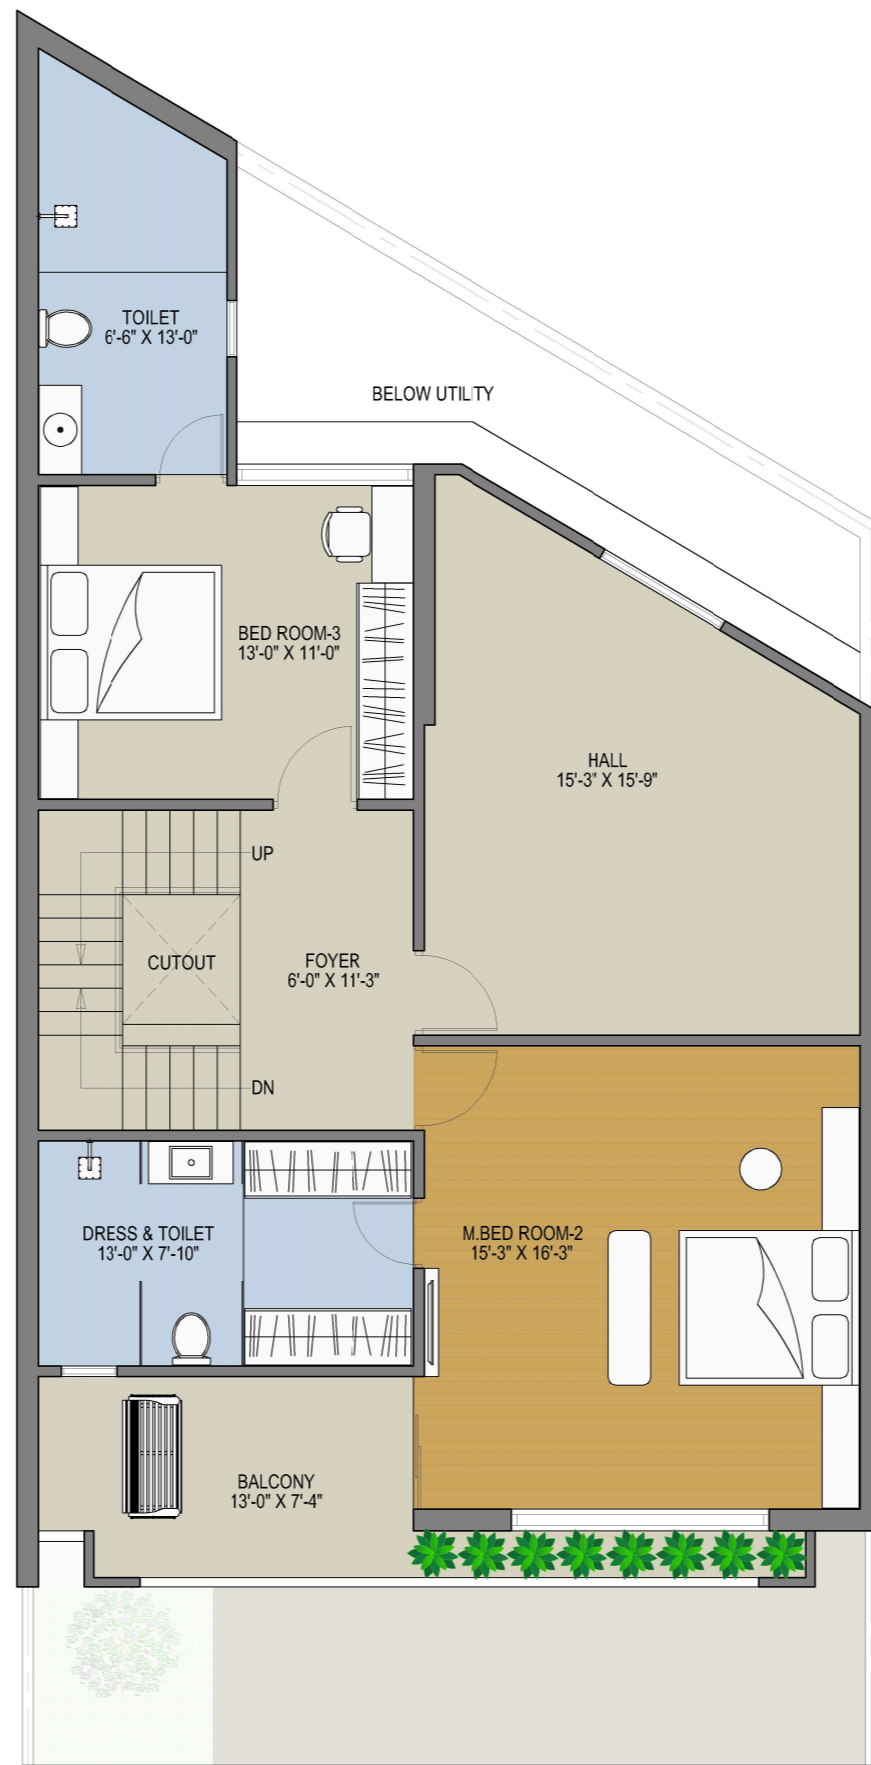 TOILET
6'-6" X 13'-0"
BELOW UTILITY
BED ROOM-3
13'-0" X 11'-0"
HALL
15'-3" X 15'-9"
UP
CUTOUT
FOYER
6'-0" X 11'-3"
DN
DRESS & TOILET
13'-0" X 7'-10"
M.BED ROOM-2
15'-3" X 16'-3"
BALCONY
13'-0" X 7'-4"